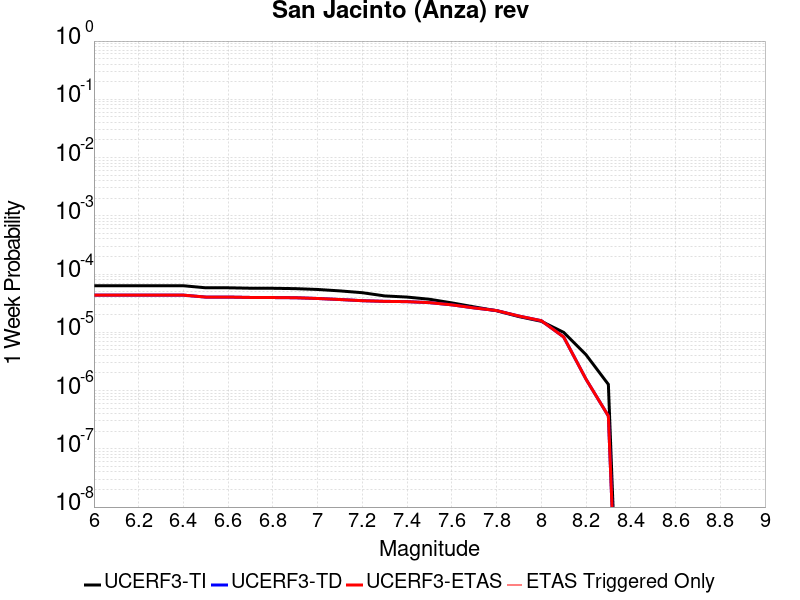 San Jacinto (Anza) rev
10^0
10^-1
10^-2
10^-3
10^-4
10^-5
10^-6
10^-7
10^-8
1 Week Probability
6 6.2 6.4 6.6 6.8 7 7.2 7.4 7.6 7.8 8 8.2 8.4 8.6 8.8 9
Magnitude
UCERF3-TI UCERF3-TD UCERF3-ETAS ETAS Triggered Only